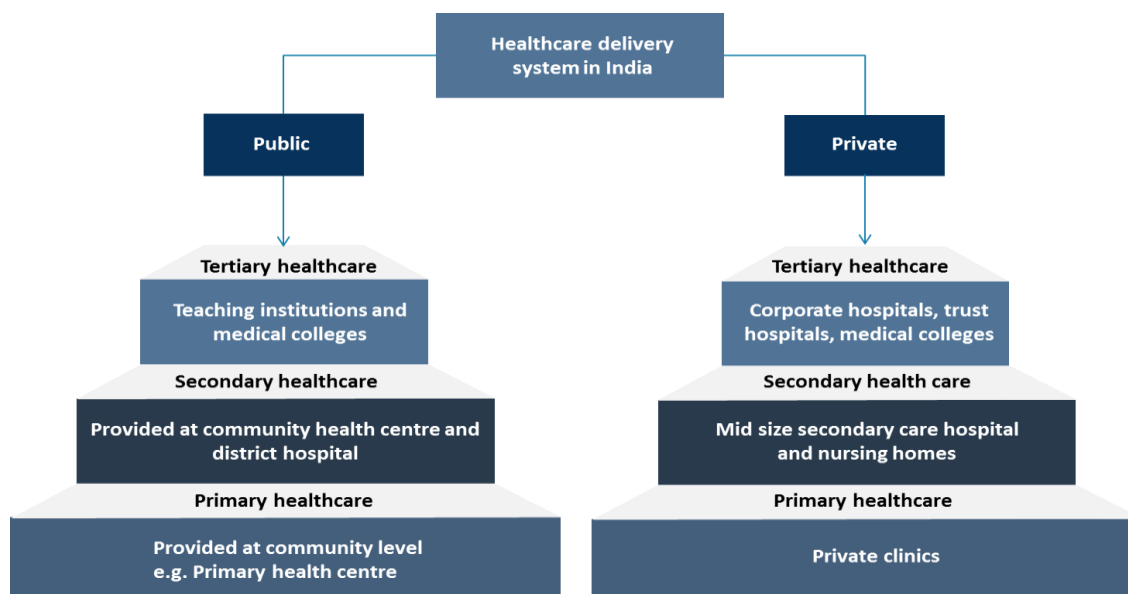 Healthcare delivery
system in India
Public
Private
Tertiary healthcare
Teaching institutions and
medical colleges
Secondary healthcare
Provided at community health centre and
district hospital
Primary healthcare
Provided at community level
e.g. Primary health centre
Tertiary healthcare
Corporate hospitals, trust
hospitals, medical colleges
Secondary health care
Mid size secondary care hospital
and nursing homes
Primary healthcare
Private clinics